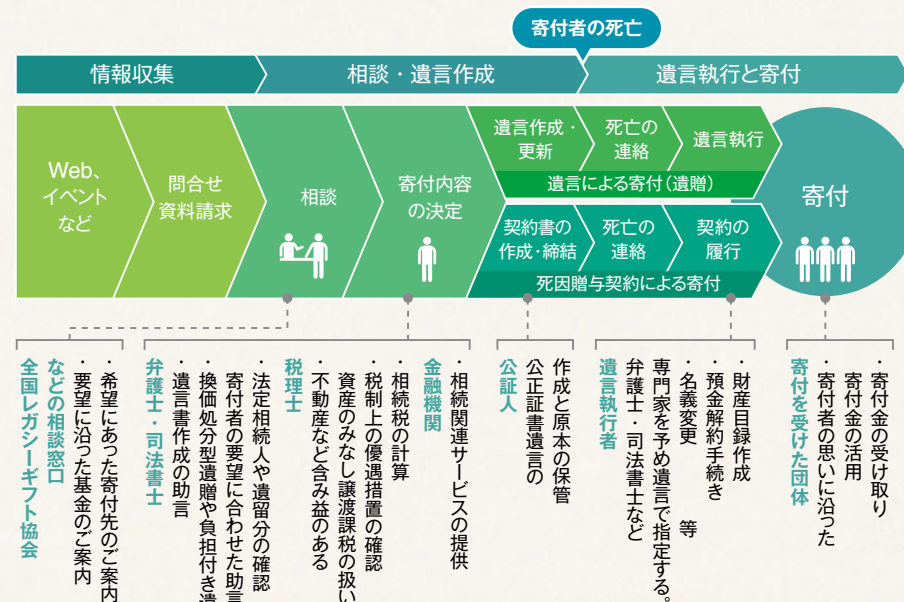 寄付者の死亡
情報収集
相談・遺言作成
遺言執行と寄付
Web、
イベント
など
問合せ
資料請求
相談
寄付内容
の決定
遺言作成・
更新
死亡の
連絡
遺言執行
遺言による寄付（遺贈）
契約書の
作成・締結
死亡の
連絡
契約の
履行
死因贈与契約による寄付
寄付
全国レガシーギフト協会
などの相談窓口
・要望に沿った基金のご案内
・希望にあった寄付先のご案内
弁護士・司法書士
・遺言書作成の助言
・換価処分型遺贈や負担付き遺
寄付者の要望に合わせた助言
・法定相続人や遺留分の確認
税理士
・不動産など含み益のある
資産のみなし譲渡課税の扱い
・税制上の優遇措置の確認
・相続税の計算
金融機関
・相続関連サービスの提供
公証人
公正証書遺言の
作成と原本の保管
遺言執行者
弁護士・司法書士など
専門家を予め遺言で指定する。
・名義変更　等
・預金解約手続き
・財産目録作成
寄付を受けた団体
・寄付者の思いに沿った
寄付金の活用
・寄付金の受け取り